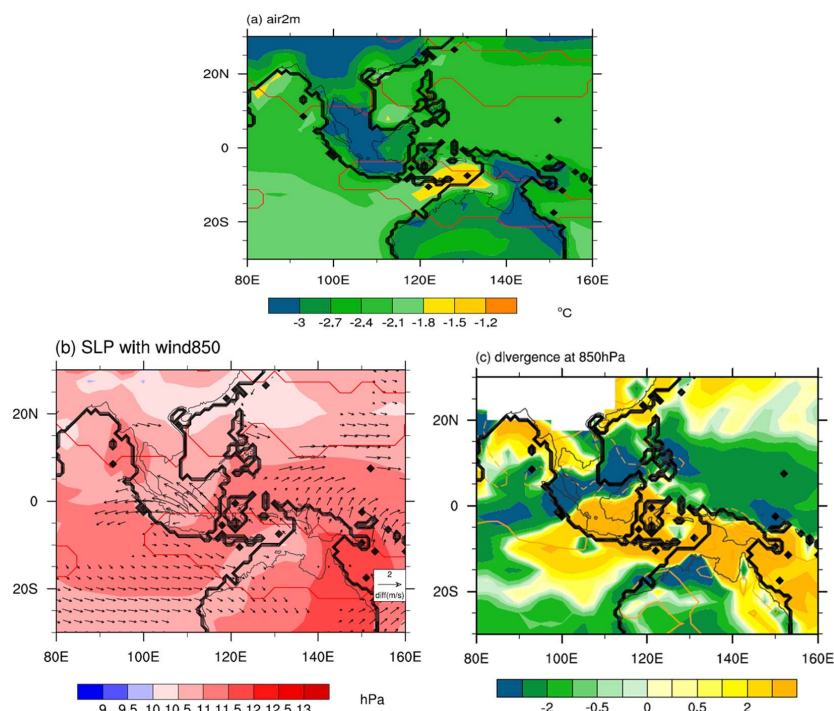 (a) air2m
20N
0
20S
80E 100E 120E 140E 160E
-3 -2.7 -2.4 -2.1 -1.8 -1.5 -1.2
°C
(b) SLP with wind850
20N
0
20S
2
diff(m/s)
80E 100E 120E 140E 160E
9 9.5 10 10.5 11 11.5 12 12.5 13
hPa
(c) divergence at 850hPa
20N
0
20S
80E 100E 120E 140E 160E
-2 -0.5 0 0.5 2